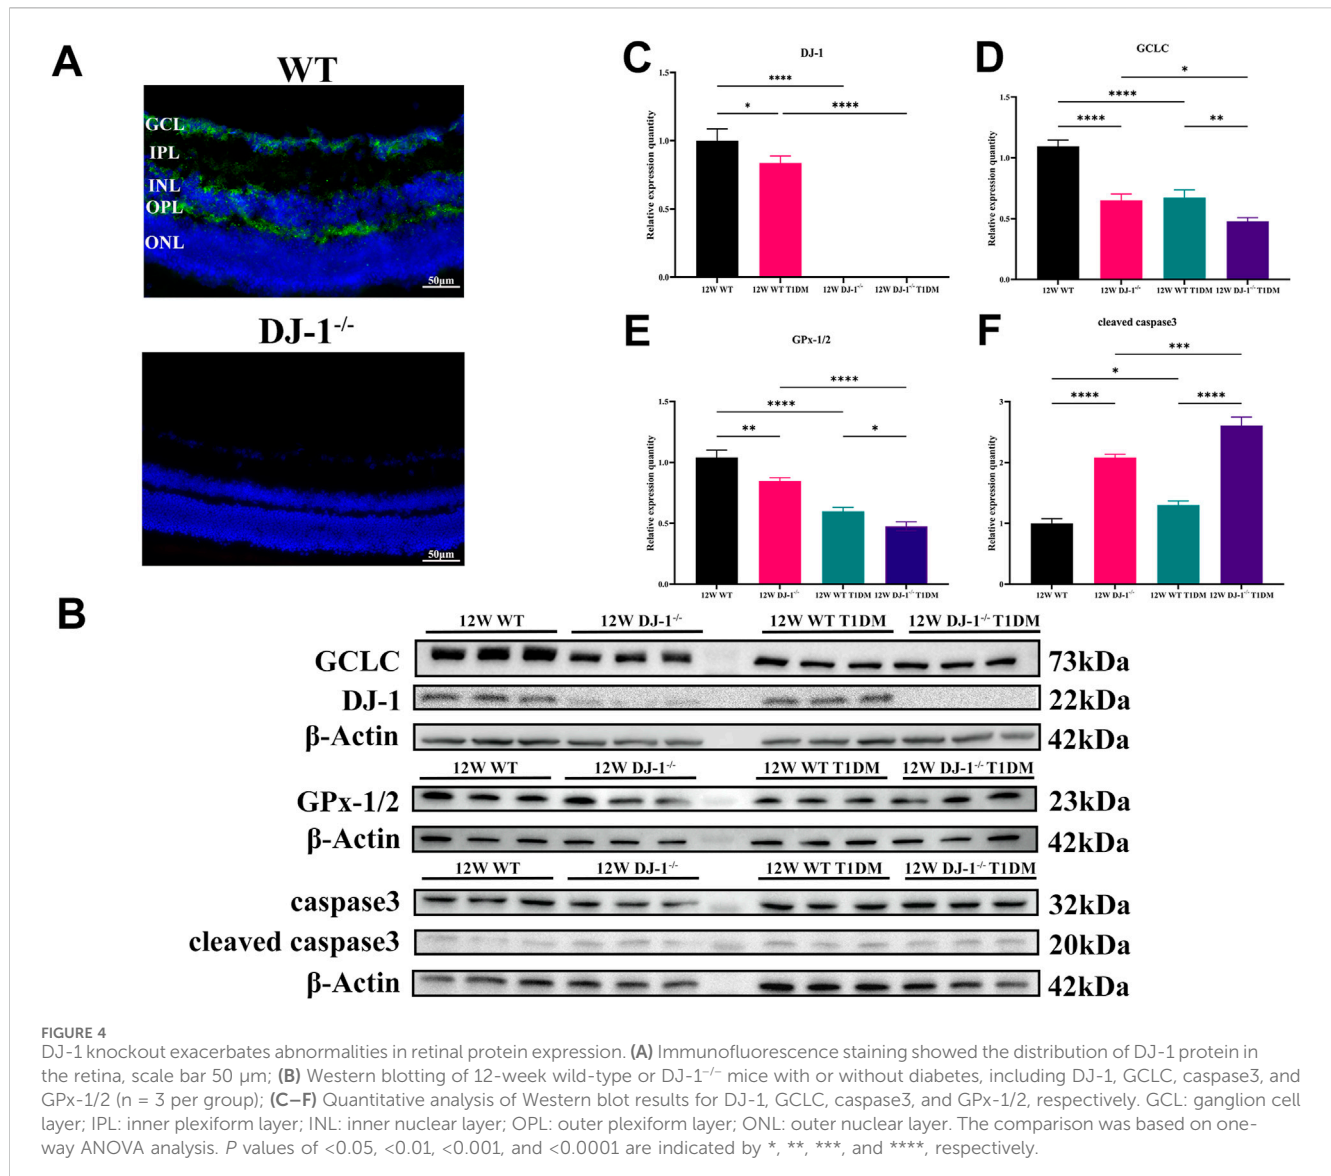 A
WT
GCL
IPL
INL
OPL
ONL
50μm
DJ-1-/-
50μm
C
DJ-1
Relative expression quantity
1.5
1.0
0.5
0.0
****
* ****
12W WT 12W WT T1DM 12W DJ-1-/- 12W DJ-1-/- T1DM
D
GCLC
Relative expression quantity
1.5
1.0
0.5
0.0
*
****
**** **
12W WT 12W DJ-1-/- 12W WT T1DM 12W DJ-1-/- T1DM
E
GPx-1/2
Relative expression quantity
1.5
1.0
0.5
0.0
****
****
** *
12W WT 12W DJ-1-/- 12W WT T1DM 12W DJ-1-/- T1DM
F
cleaved caspase3
Relative expression quantity
3
2
1
0
***
*
**** ****
12W WT 12W DJ-1-/- 12W WT T1DM 12W DJ-1-/- T1DM
B
12W WT 12W DJ-1-/- 12W WT T1DM 12W DJ-1-/- T1DM
GCLC 73kDa
DJ-1 22kDa
β-Actin 42kDa
12W WT 12W DJ-1-/- 12W WT T1DM 12W DJ-1-/- T1DM
GPx-1/2 23kDa
β-Actin 42kDa
12W WT 12W DJ-1-/- 12W WT T1DM 12W DJ-1-/- T1DM
caspase3 32kDa
cleaved caspase3 20kDa
β-Actin 42kDa
FIGURE 4
DJ-1 knockout exacerbates abnormalities in retinal protein expression. (A) Immunofluorescence staining showed the distribution of DJ-1 protein in
the retina, scale bar 50 μm; (B) Western blotting of 12-week wild-type or DJ-1−/− mice with or without diabetes, including DJ-1, GCLC, caspase3, and
GPx-1/2 (n = 3 per group); (C–F) Quantitative analysis of Western blot results for DJ-1, GCLC, caspase3, and GPx-1/2, respectively. GCL: ganglion cell
layer; IPL: inner plexiform layer; INL: inner nuclear layer; OPL: outer plexiform layer; ONL: outer nuclear layer. The comparison was based on one-
way ANOVA analysis. P values of <0.05, <0.01, <0.001, and <0.0001 are indicated by *, **, ***, and ****, respectively.